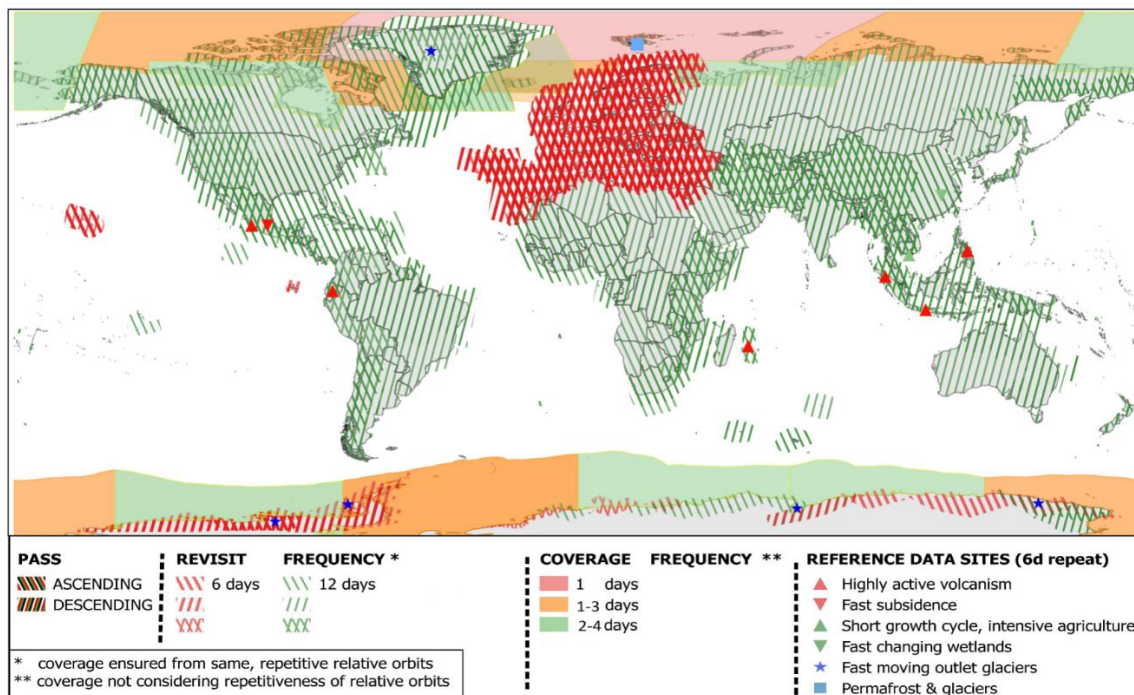 PASS
ASCENDING
DESCENDING
REVISIT FREQUENCY *
6 days 12 days
COVERAGE FREQUENCY **
1 days
1-3 days
2-4 days
REFERENCE DATA SITES (6d repeat)
Highly active volcanism
Fast subsidence
Short growth cycle, intensive agriculture
Fast changing wetlands
Fast moving outlet glaciers
Permafrost & glaciers
* coverage ensured from same, repetitive relative orbits
** coverage not considering repetitiveness of relative orbits